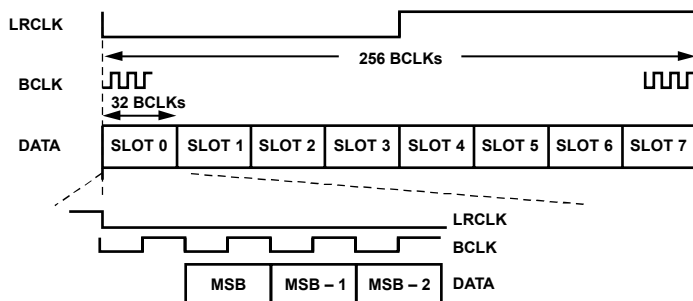 LRCLK
256 BCLKs
BCLK
32 BCLKs
DATA SLOT 0 SLOT 1 SLOT 2 SLOT 3 SLOT 4 SLOT 5 SLOT 6 SLOT 7
LRCLK
BCLK
MSB MSB – 1 MSB – 2 DATA